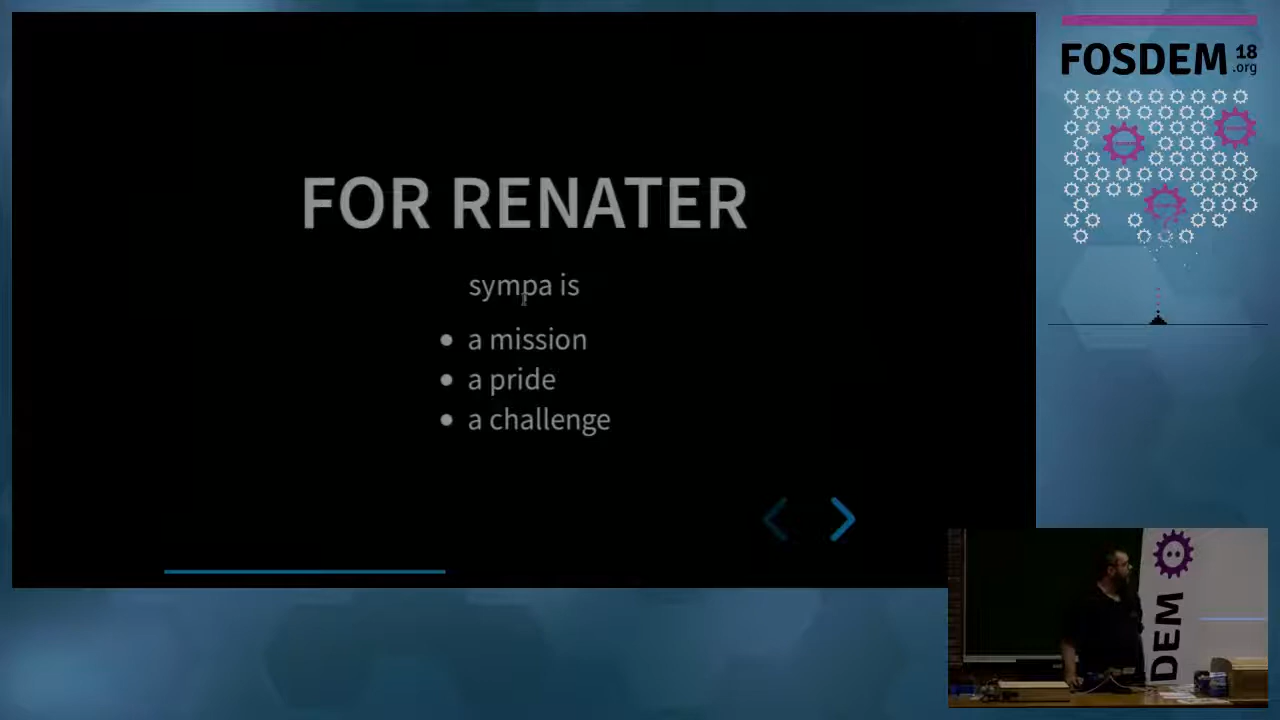 FOR RENATER
sympa is
a mission
a pride
a challenge
FOSDEM 18
.org
DEM